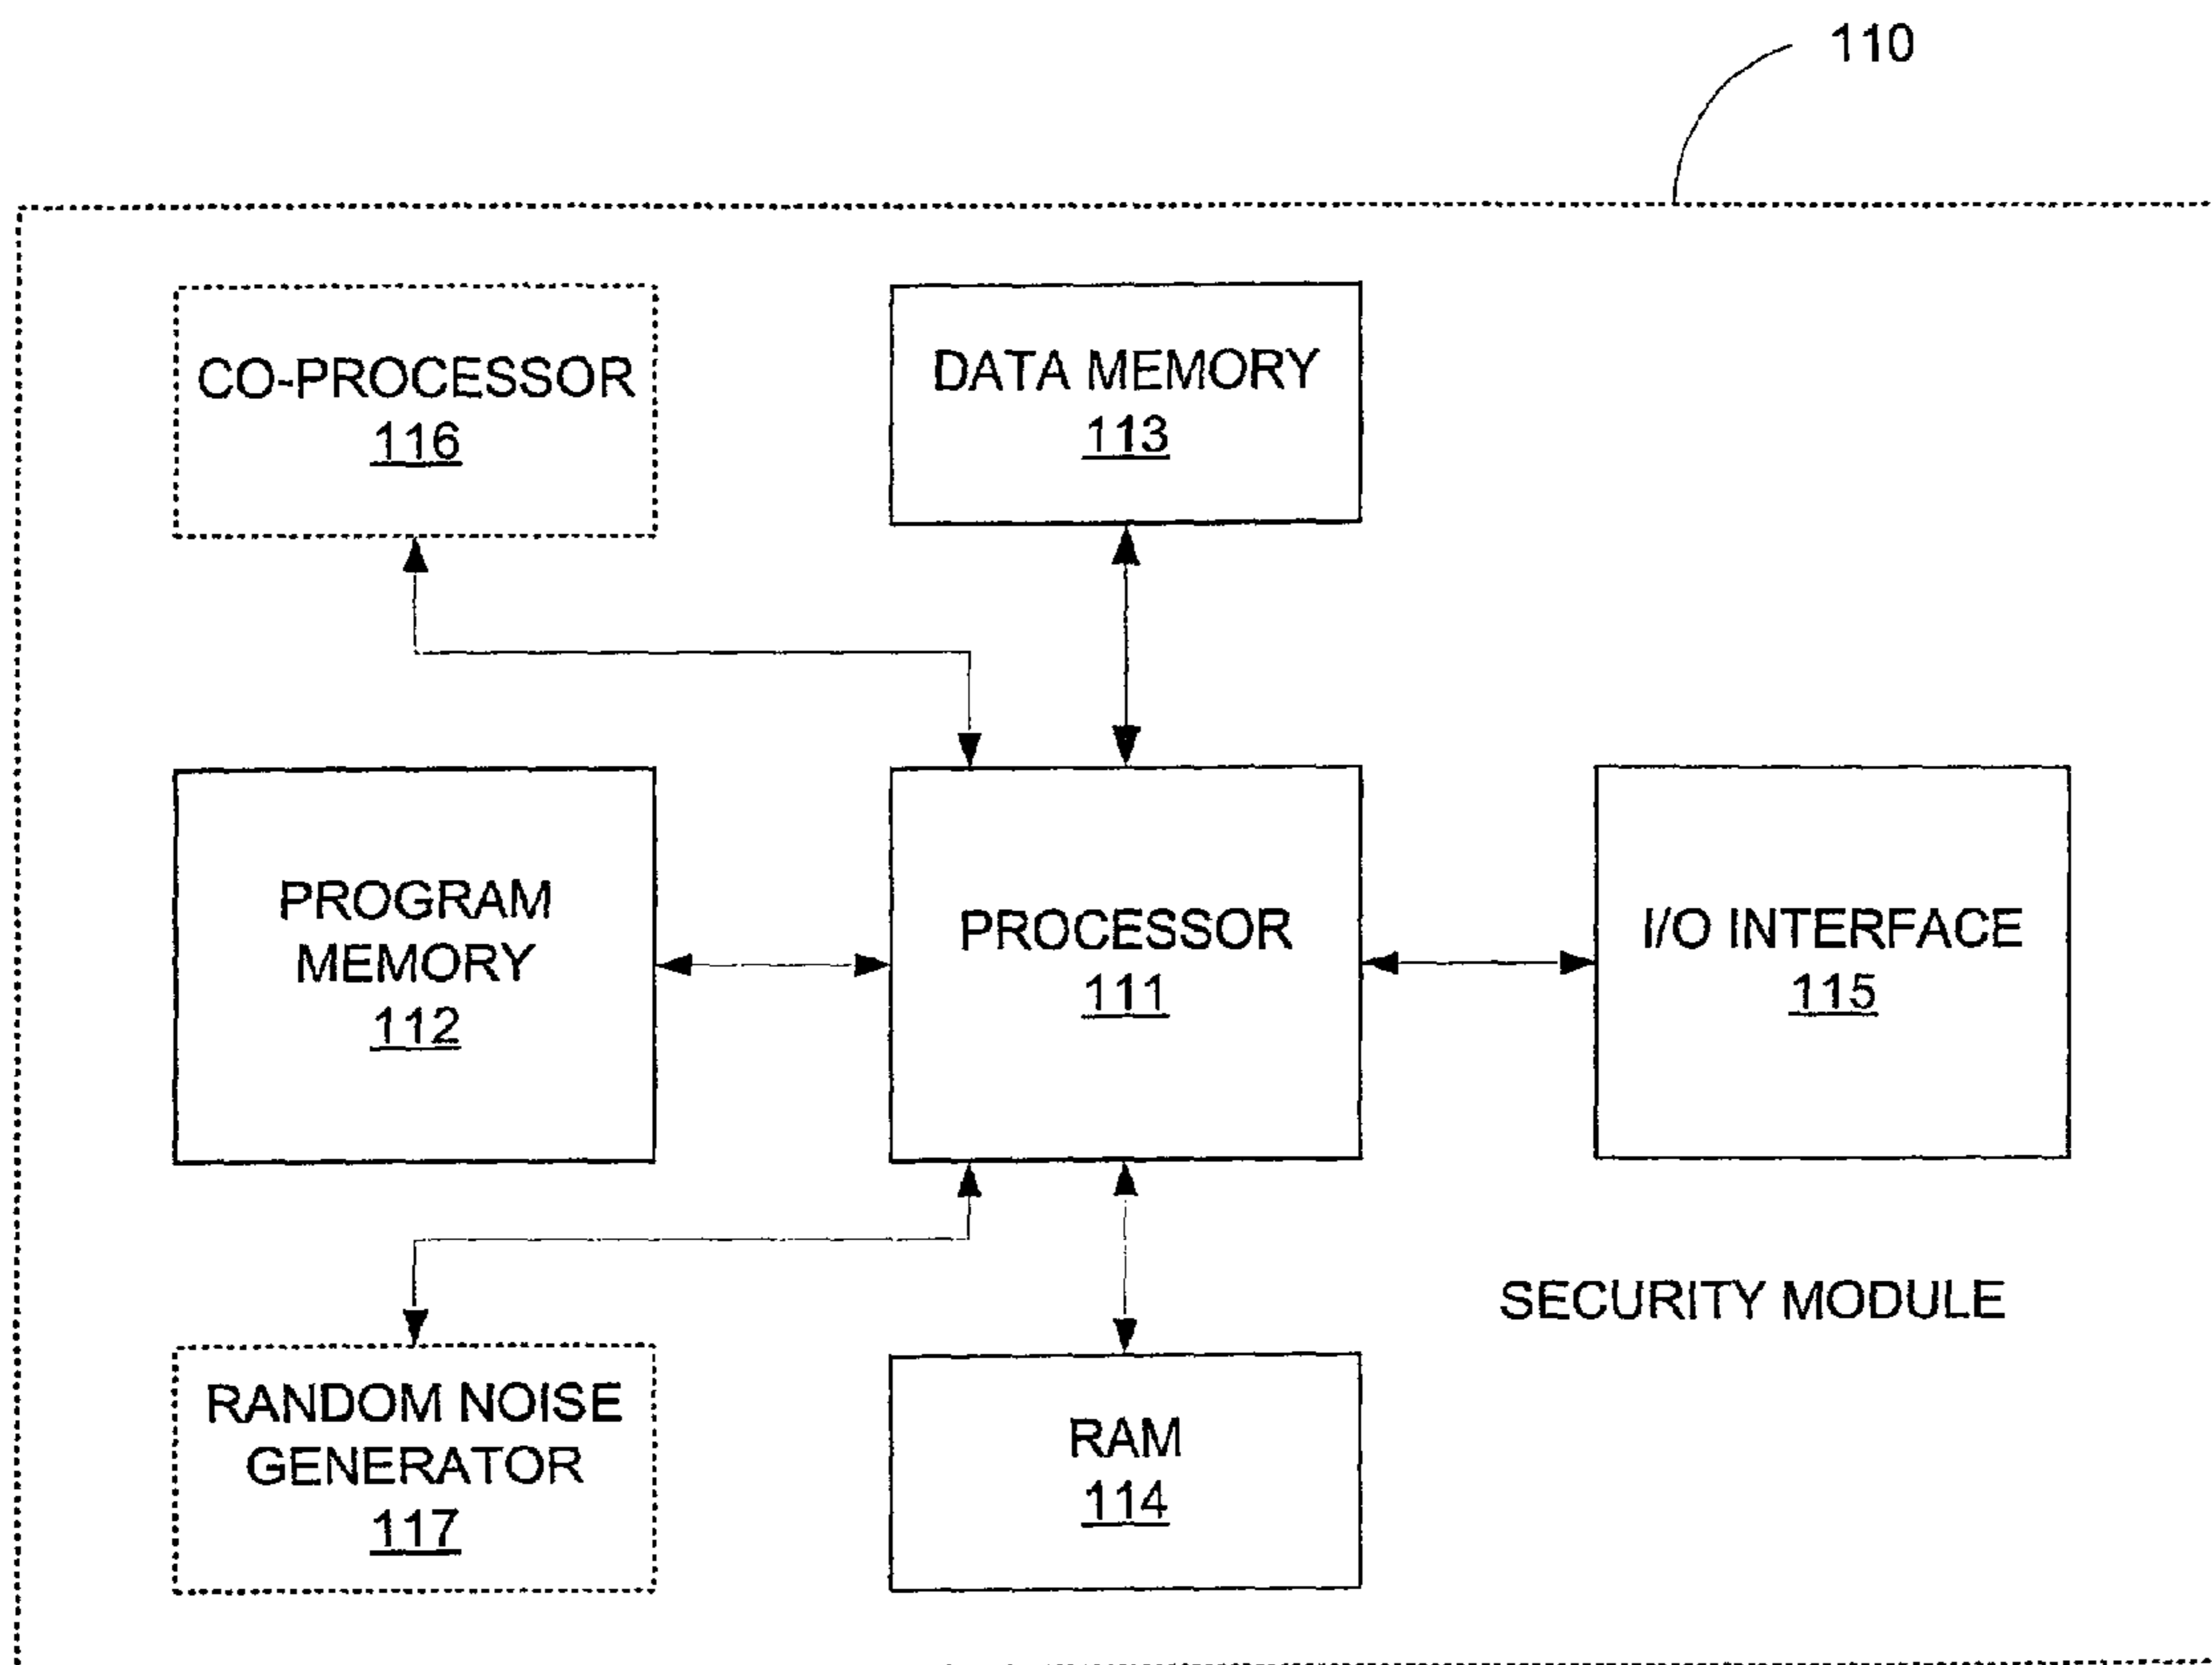 110
CO-PROCESSOR
116
DATA MEMORY
113
PROGRAM
MEMORY
112
PROCESSOR
111
I/O INTERFACE
115
SECURITY MODULE
RANDOM NOISE
GENERATOR
117
RAM
114